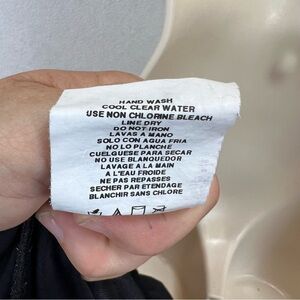 HAND WASH
COOL CLEAR WATER
USE NON CHLORINE BLEACH
LINE DRY
DO NOT IRON
LAVAS A MANO
SOLO CON AGUA FRIA
NO LO PLANCHE
CUELGUESE PARA SECAR
NO USE BLANQUEDOR
LAVAGE A LA MAIN
A L'EAU FROIDE
NE PAS REPASSES
SECHER PAR ETENDAGE
BLANCHIR SANS CHLORE